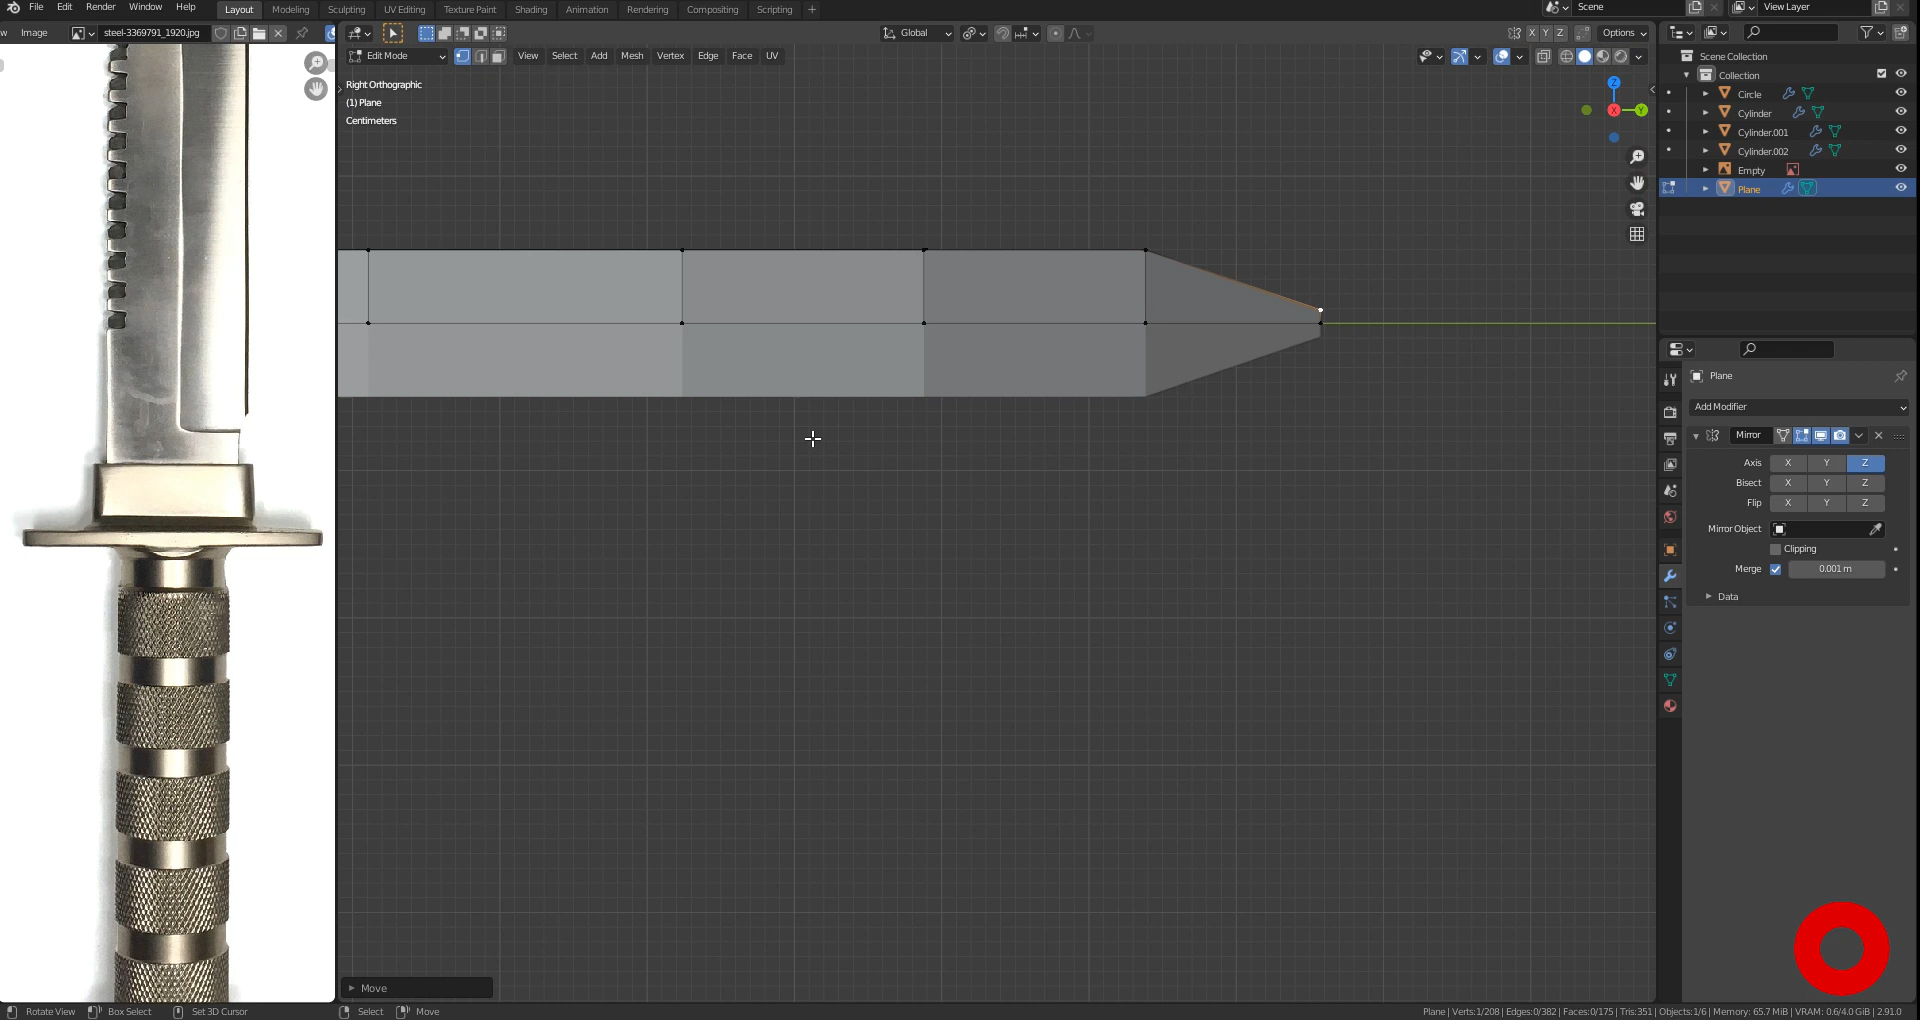 File Edit Render Window Help Layout Modeling Sculpting UV Editing Texture Paint Shading Animation Rendering Compositing Scripting + Scene View Layer
w Image steel-3369791_1920.jpg Global X Y Z Options
Edit Mode View Select Add Mesh Vertex Edge Face UV
Scene Collection
Collection
Right Orthographic
(1) Plane
Centimeters
Z
X
Y
Circle
Cylinder
Cylinder.001
Cylinder.002
Empty
Plane
Plane
Add Modifier
Mirror
Axis X Y Z
Bisect X Y Z
Flip X Y Z
Mirror Object
Clipping
Merge 0.001 m
Data
Move
Rotate View Box Select Set 3D Cursor Select Move Plane | Verts:1/208 | Edges:0/382 | Faces:0/175 | Tris:351 | Objects:1/6 | Memory: 65.7 MiB | VRAM: 0.6/4.0 GiB | 2.91.0